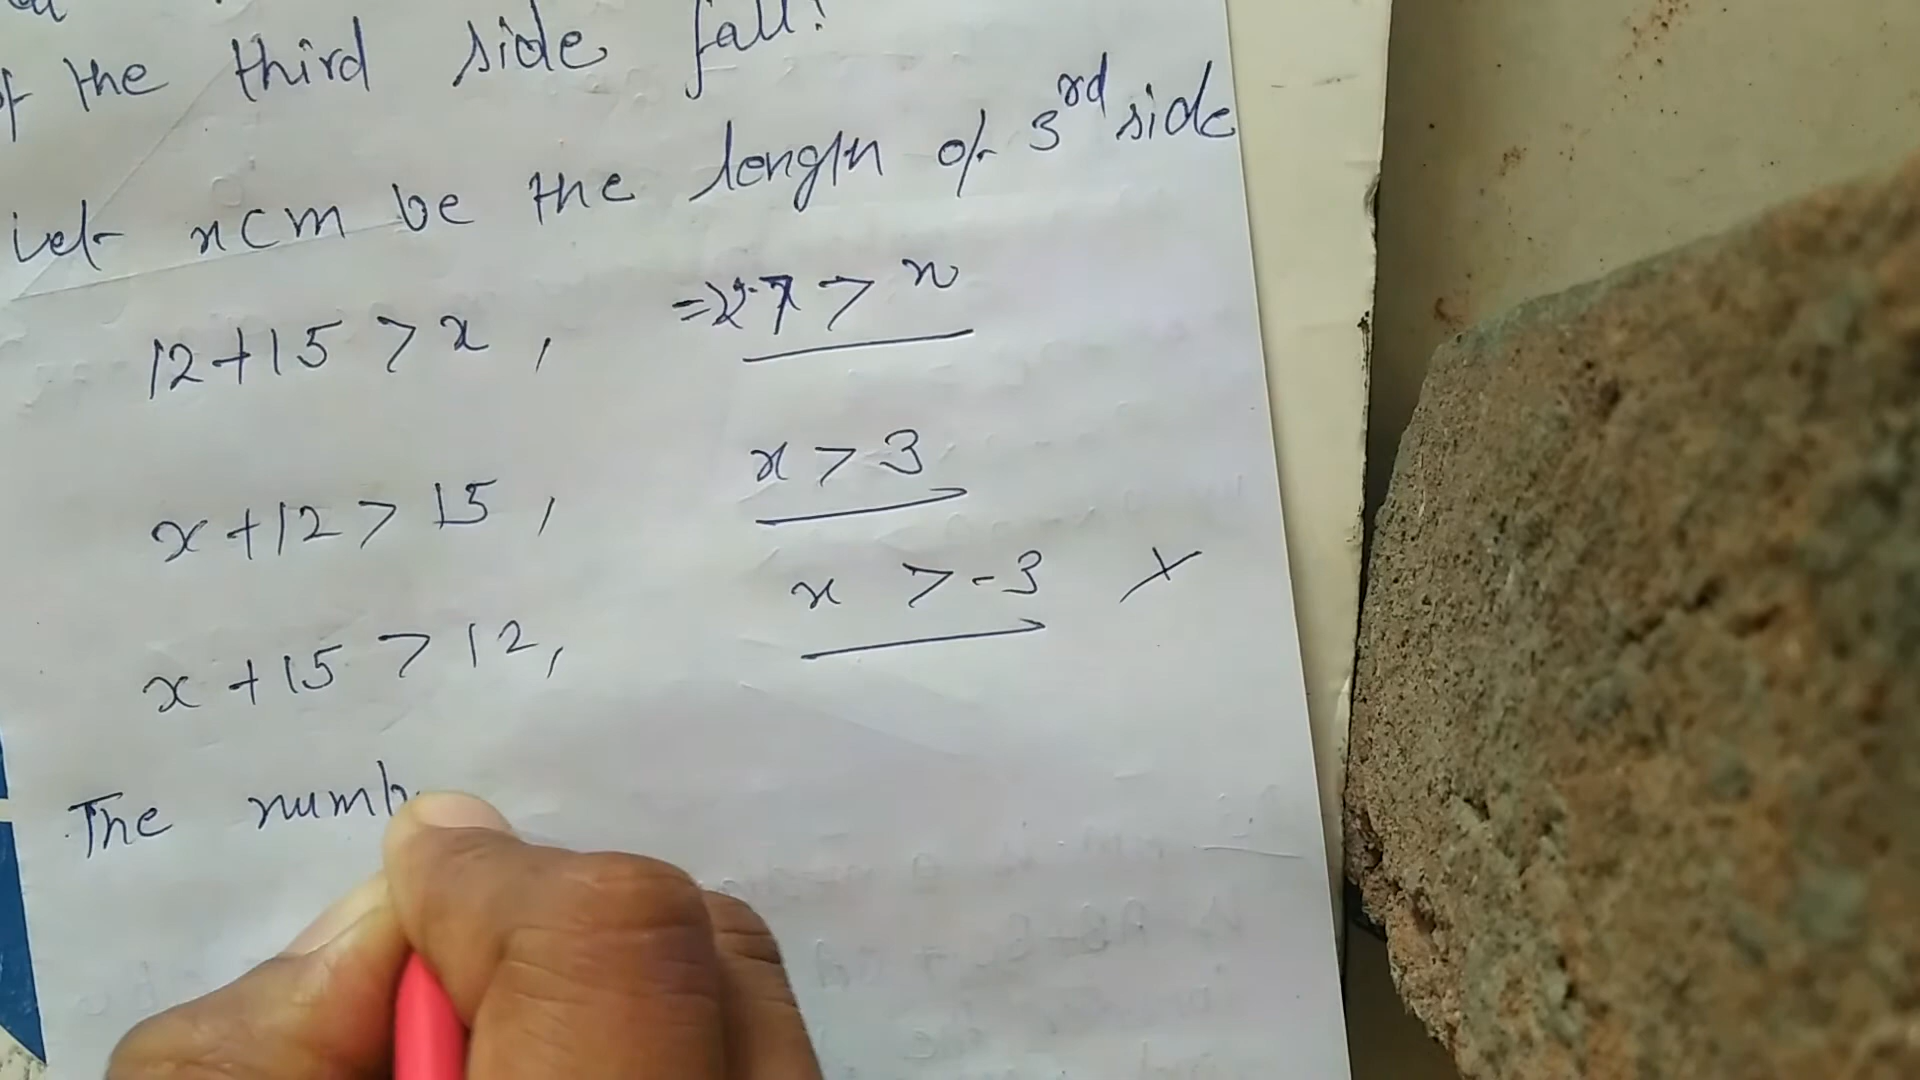 of the third side fall?
Let x cm be the length of 3rd side
12+15 > x, => 27 > x
x+12 > 15, x > 3
x+15 > 12, x > -3 ×
The numb